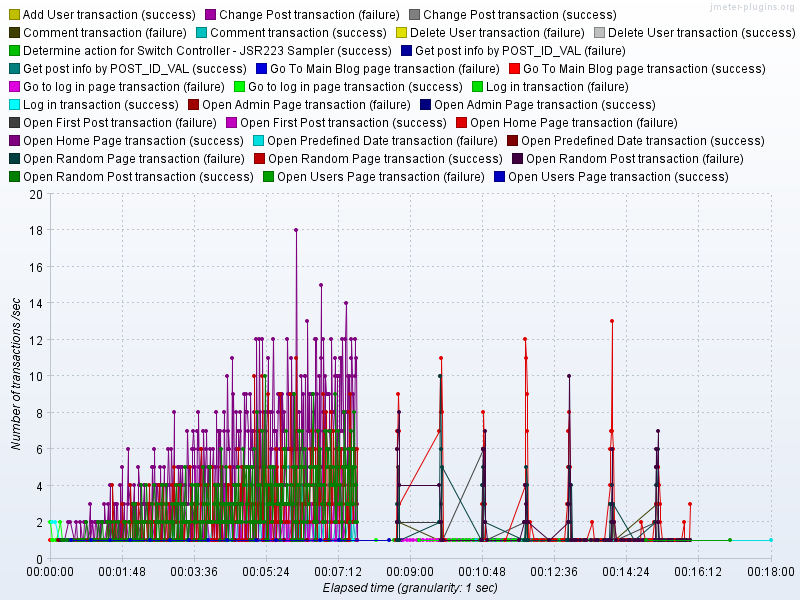 jmeter-plugins.org
Add User transaction (success) Change Post transaction (failure) Change Post transaction (success)
Comment transaction (failure) Comment transaction (success) Delete User transaction (failure) Delete User transaction (success)
Determine action for Switch Controller - JSR223 Sampler (success) Get post info by POST_ID_VAL (failure)
Get post info by POST_ID_VAL (success) Go To Main Blog page transaction (failure) Go To Main Blog page transaction (success)
Go to log in page transaction (failure) Go to log in page transaction (success) Log in transaction (failure)
Log in transaction (success) Open Admin Page transaction (failure) Open Admin Page transaction (success)
Open First Post transaction (failure) Open First Post transaction (success) Open Home Page transaction (failure)
Open Home Page transaction (success) Open Predefined Date transaction (failure) Open Predefined Date transaction (success)
Open Random Page transaction (failure) Open Random Page transaction (success) Open Random Post transaction (failure)
Open Random Post transaction (success) Open Users Page transaction (failure) Open Users Page transaction (success)
20
18
16
14
12
10
8
6
4
2
0
Number of transactions /sec
00:00:00 00:01:48 00:03:36 00:05:24 00:07:12 00:09:00 00:10:48 00:12:36 00:14:24 00:16:12 00:18:00
Elapsed time (granularity: 1 sec)